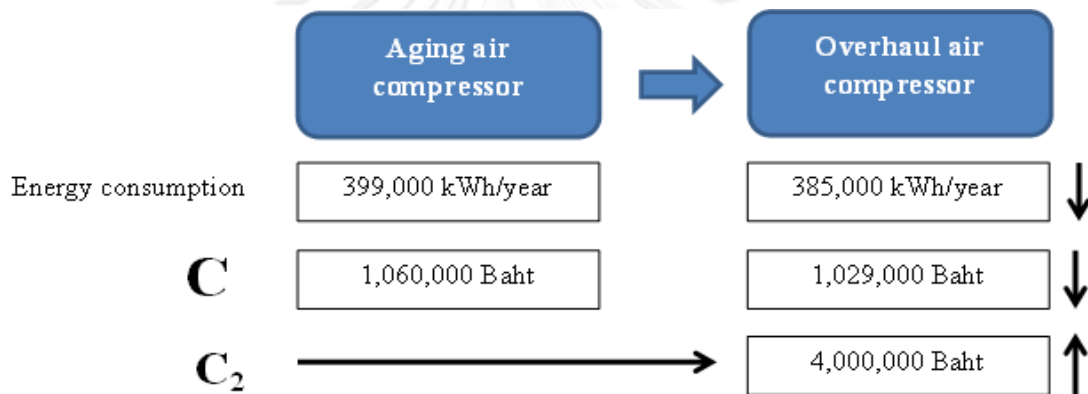 Aging air
compressor
Overhaul air
compressor
Energy consumption
399,000 kWh/year
385,000 kWh/year
C
1,060,000 Baht
1,029,000 Baht
C₂
4,000,000 Baht